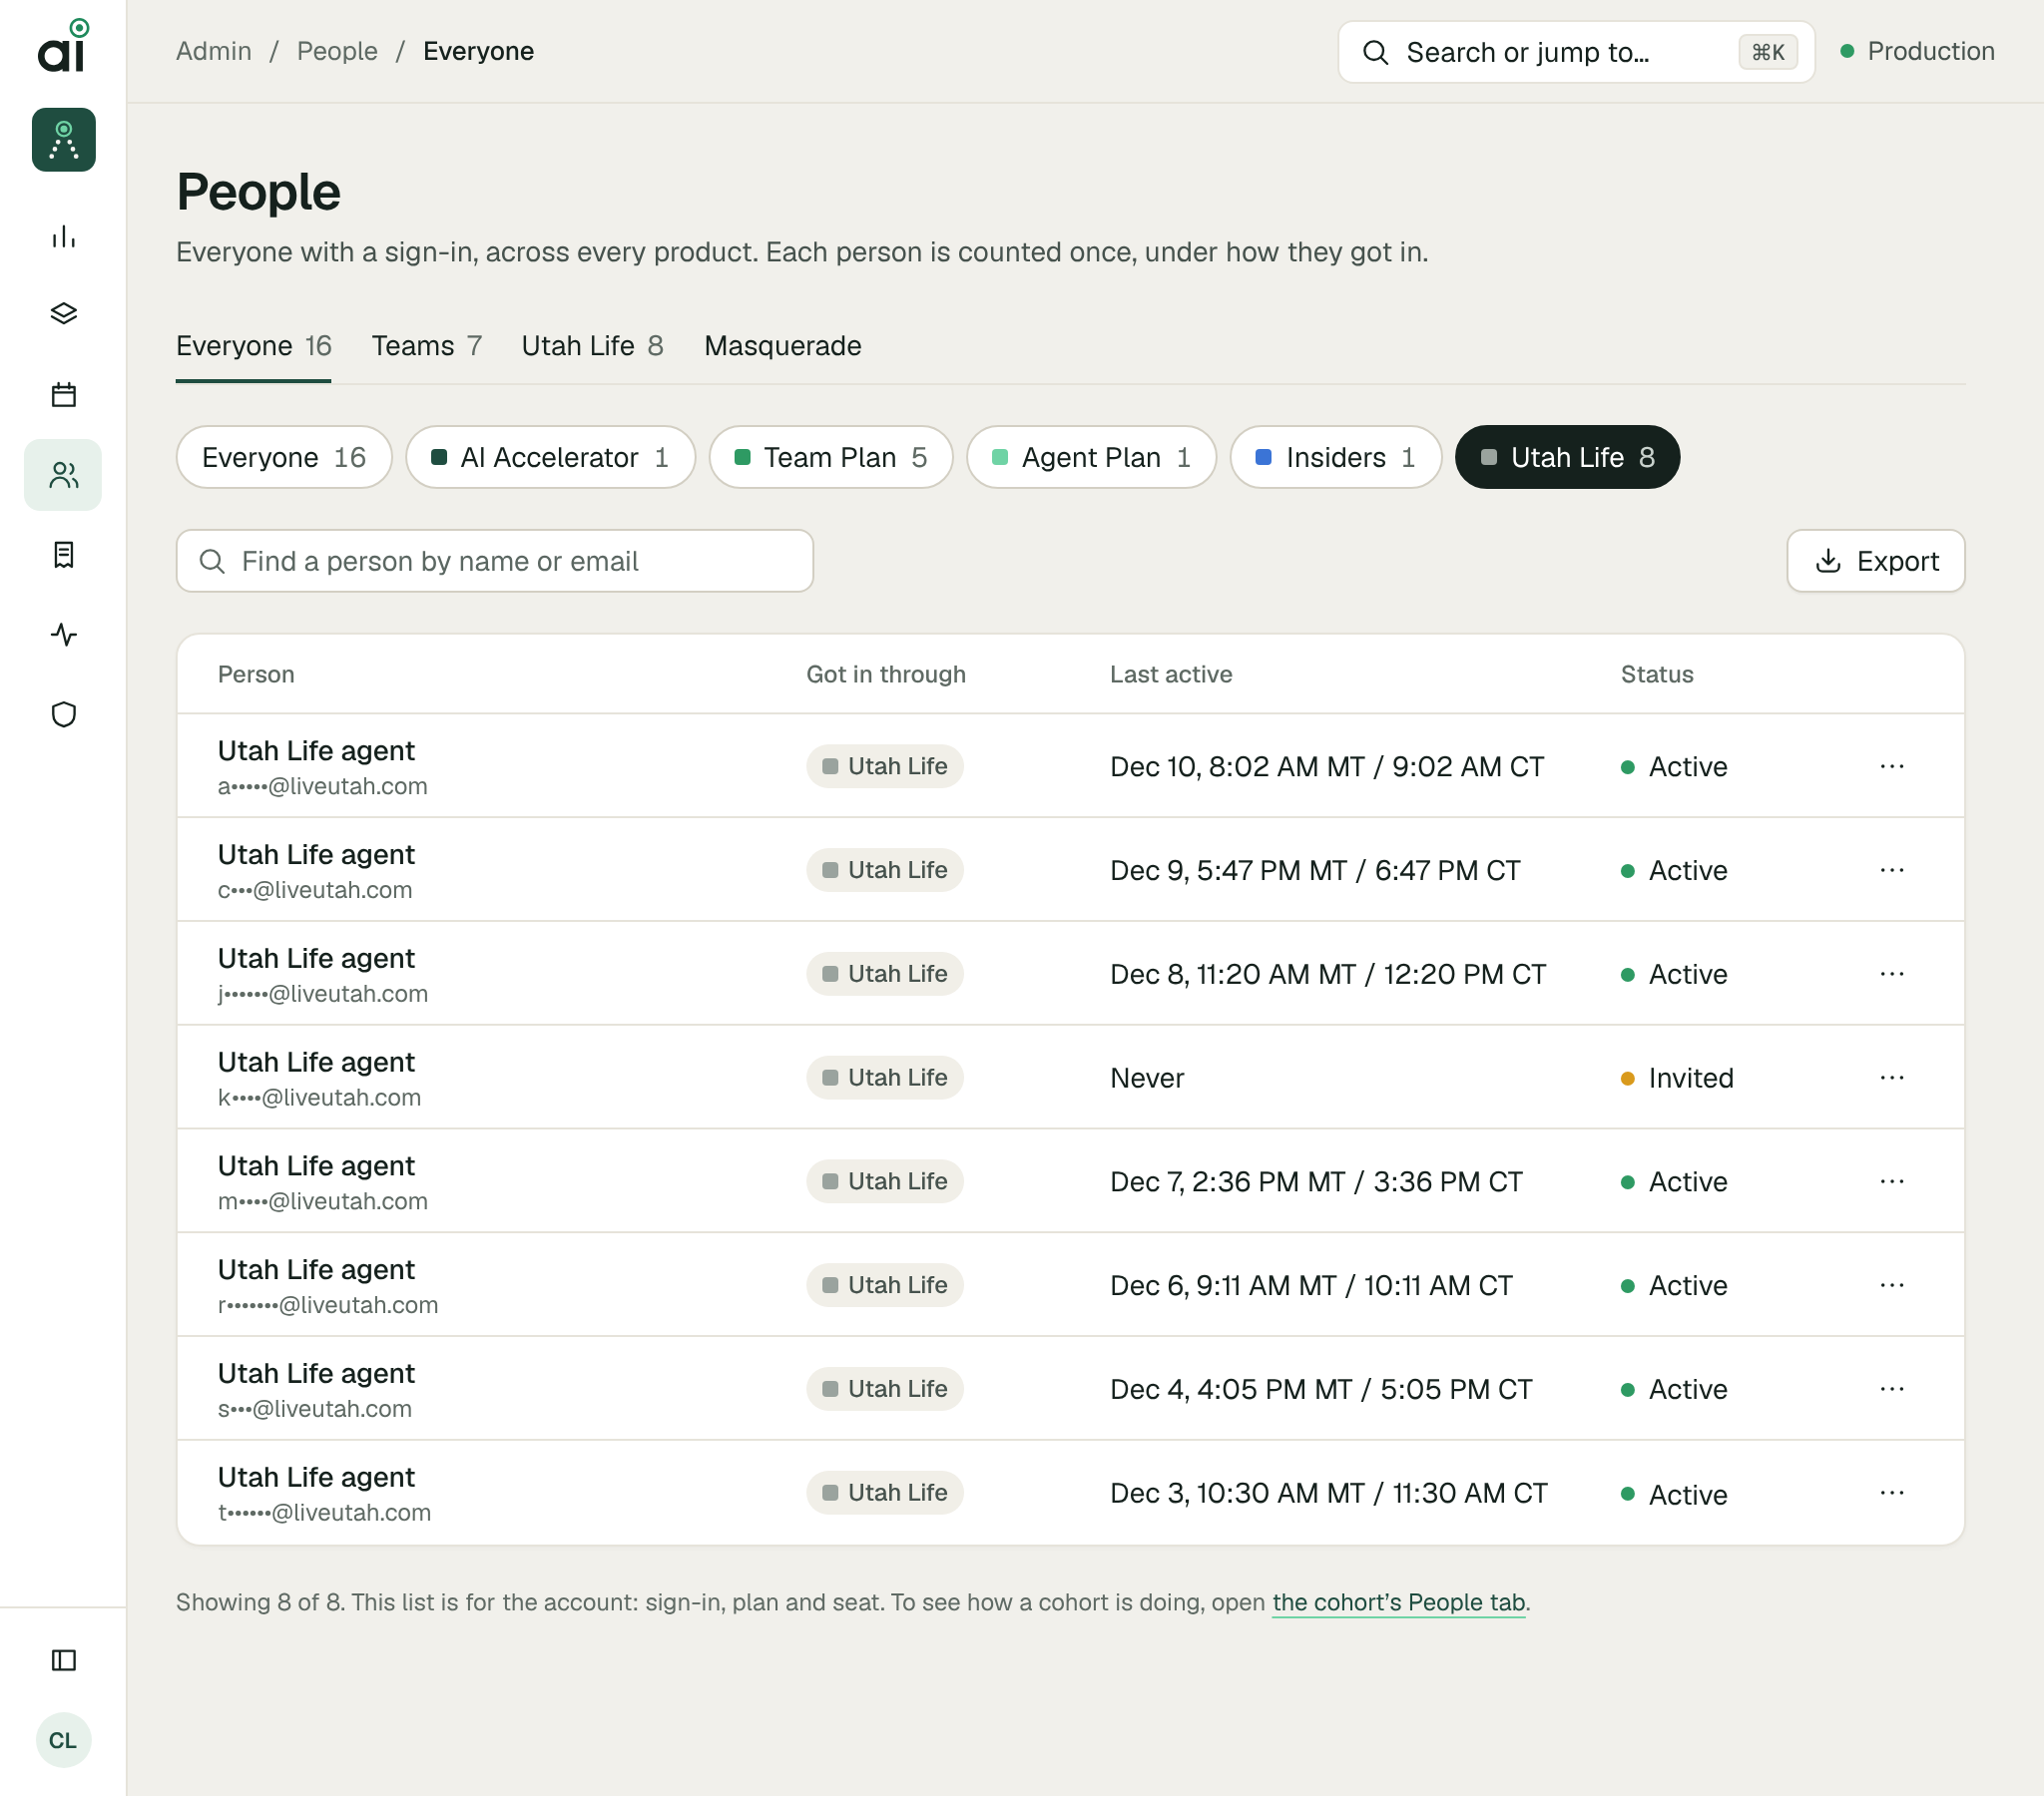 ai
Admin / People / Everyone
Search or jump to... ⌘K
Production
People
Everyone with a sign-in, across every product. Each person is counted once, under how they got in.
Everyone 16 Teams 7 Utah Life 8 Masquerade
Everyone 16 AI Accelerator 1 Team Plan 5 Agent Plan 1 Insiders 1 Utah Life 8
Find a person by name or email
Export
Person Got in through Last active Status
Utah Life agent
a•••••@liveutah.com
Utah Life Dec 10, 8:02 AM MT / 9:02 AM CT Active ...
Utah Life agent
c•••@liveutah.com
Utah Life Dec 9, 5:47 PM MT / 6:47 PM CT Active ...
Utah Life agent
j••••••@liveutah.com
Utah Life Dec 8, 11:20 AM MT / 12:20 PM CT Active ...
Utah Life agent
k••••@liveutah.com
Utah Life Never Invited ...
Utah Life agent
m••••@liveutah.com
Utah Life Dec 7, 2:36 PM MT / 3:36 PM CT Active ...
Utah Life agent
r•••••••@liveutah.com
Utah Life Dec 6, 9:11 AM MT / 10:11 AM CT Active ...
Utah Life agent
s•••@liveutah.com
Utah Life Dec 4, 4:05 PM MT / 5:05 PM CT Active ...
Utah Life agent
t••••••@liveutah.com
Utah Life Dec 3, 10:30 AM MT / 11:30 AM CT Active ...
Showing 8 of 8. This list is for the account: sign-in, plan and seat. To see how a cohort is doing, open the cohort’s People tab.
CL